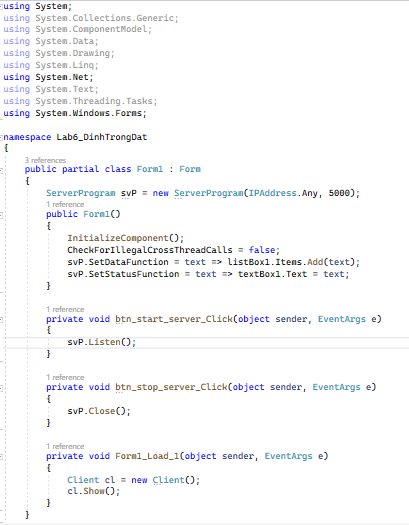 using System;
using System.Collections.Generic;
using System.ComponentModel;
using System.Data;
using System.Drawing;
using System.Linq;
using System.Net;
using System.Text;
using System.Threading.Tasks;
using System.Windows.Forms;
namespace Lab6_DinhTrongDat
{
3 references
public partial class Form1 : Form
{
ServerProgram svP = new ServerProgram(IPAddress.Any, 5000);
1 reference
public Form1()
{
InitializeComponent();
CheckForIllegalCrossThreadCalls = false;
svP.SetDataFunction = text => listBox1.Items.Add(text);
svP.SetStatusFunction = text => textBox1.Text = text;
}
1 reference
private void btn_start_server_Click(object sender, EventArgs e)
{
svP.Listen();
}
1 reference
private void btn_stop_server_Click(object sender, EventArgs e)
{
svP.Close();
}
1 reference
private void Form1_Load_1(object sender, EventArgs e)
{
Client cl = new Client();
cl.Show();
}
}